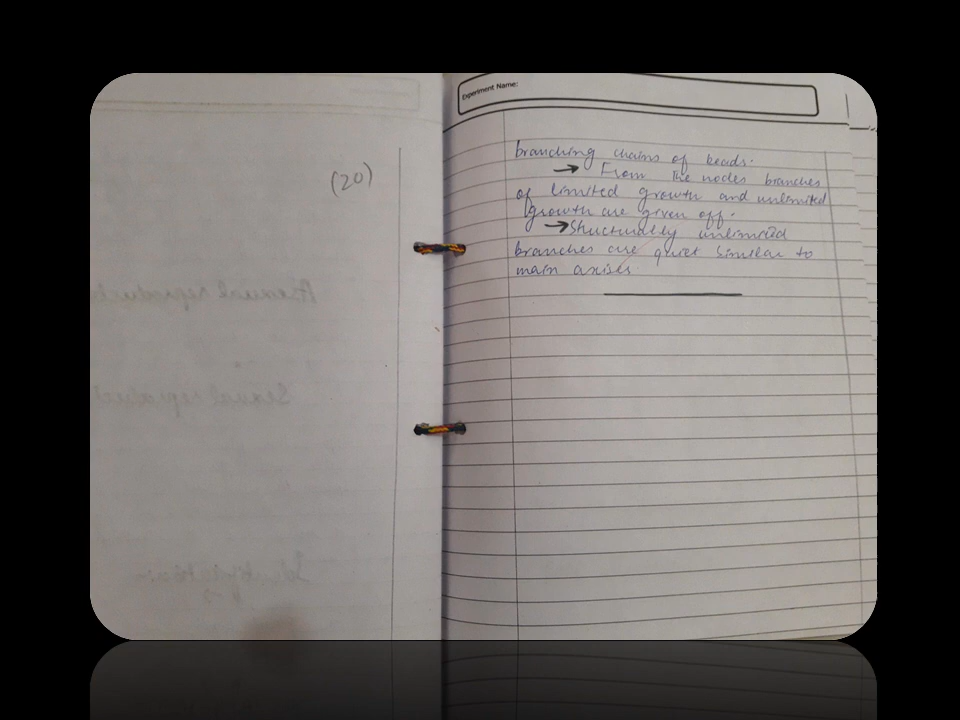 (20)
Experiment Name:
branching chains of beads.
→ From the nodes branches
of limited growth and unlimited
growth are given off.
→ Structurally unlimited
branches are quiet similar to
main axises.